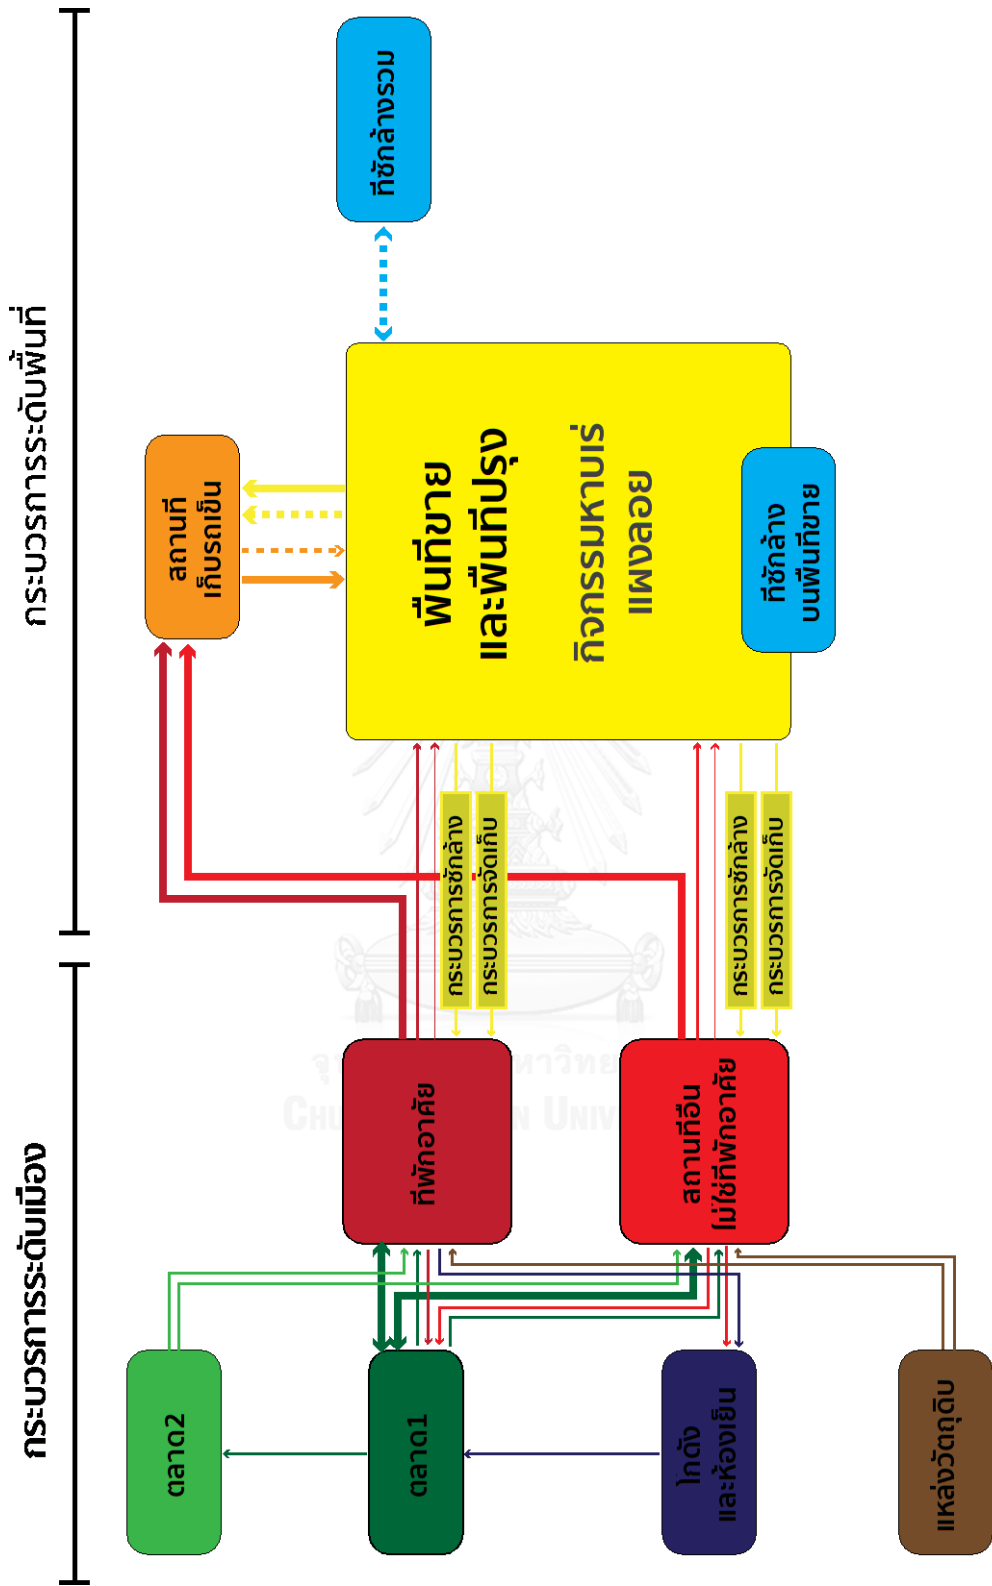 กระบวรการระดับเมือง
กระบวรการระดับพื้นที่
ตลาด2
สถานที่
เก็บรถเข็น
ตลาด1
ที่พักอาศัย
กระบวรการซักล้าง
กระบวรการจัดเก็บ
พื้นที่ขาย
และพื้นที่ปรุง
กิจกรรมหาบเร่
แผงลอย
ที่ซักล้างรวม
โกดัง
และห้องเย็น
สถานที่อื่น
ไม่ใช่ที่พักอาศัย
กระบวรการซักล้าง
กระบวรการจัดเก็บ
ที่ซักล้าง
บนพื้นที่ขาย
แหล่งวัตถุดิบ